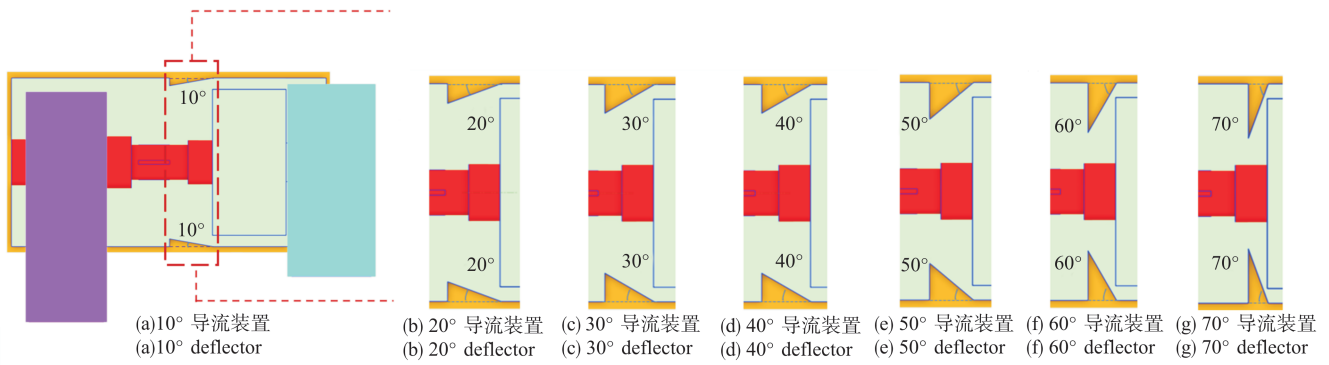 10°
10°
(a)10° 导流装置
(a)10° deflector
20°
20°
(b) 20° 导流装置
(b) 20° deflector
30°
30°
(c) 30° 导流装置
(c) 30° deflector
40°
40°
(d) 40° 导流装置
(d) 40° deflector
50°
50°
(e) 50° 导流装置
(e) 50° deflector
60°
60°
(f) 60° 导流装置
(f) 60° deflector
70°
70°
(g) 70° 导流装置
(g) 70° deflector